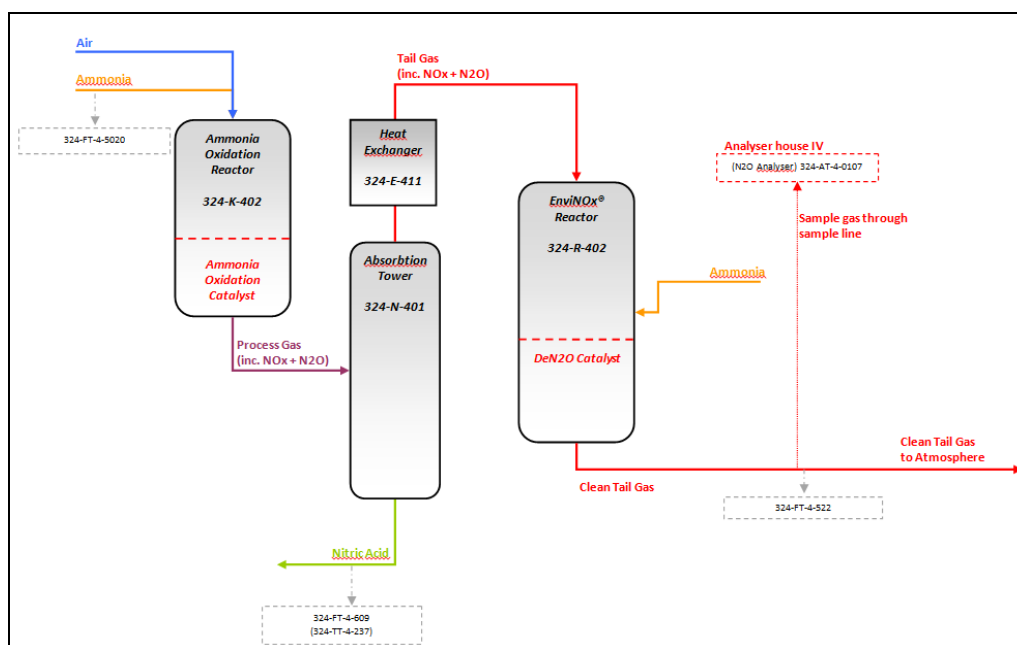 Air
Ammonia
324-FT-4-5020
Ammonia
Oxidation
Reactor
324-K-402
Ammonia
Oxidation
Catalyst
Process Gas
(inc. NOx + N2O)
Tail Gas
(inc. NOx + N2O)
Heat
Exchanger
324-E-411
Absorbtion
Tower
324-N-401
Nitric Acid
324-FT-4-609
(324-TT-4-237)
EnviNOx®
Reactor
324-R-402
DeN2O Catalyst
Ammonia
Analyser house IV
(N2O Analyser) 324-AT-4-0107
Sample gas through
sample line
Clean Tail Gas
Clean Tail Gas
to Atmosphere
324-FT-4-522